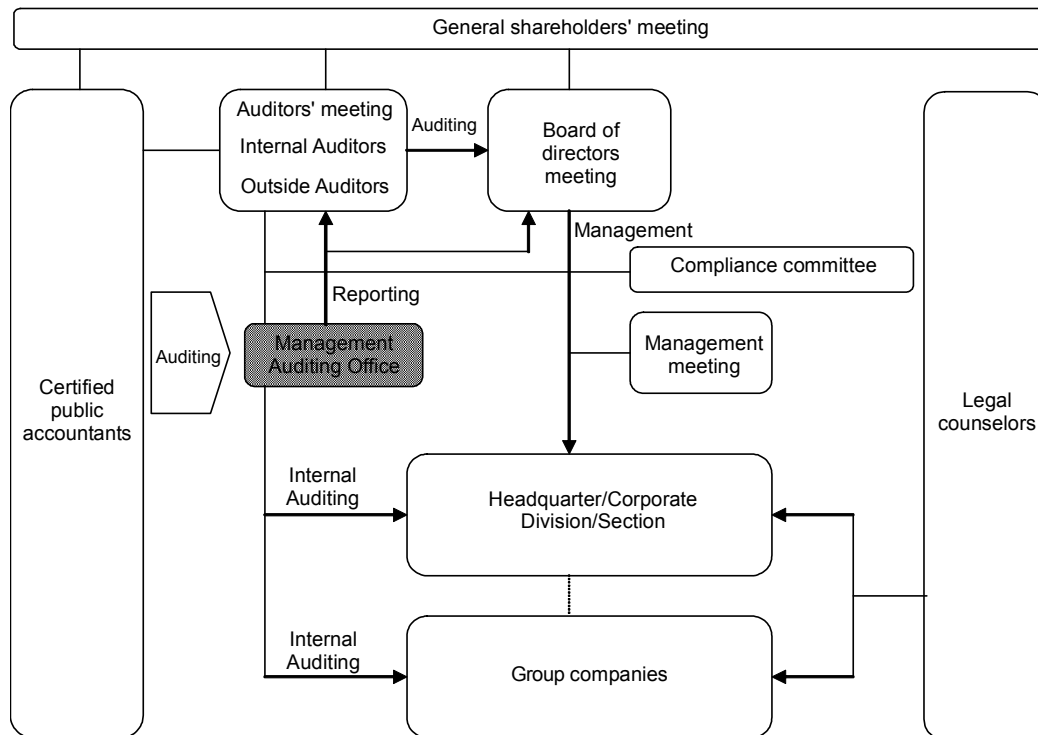 General shareholders' meeting
Auditors' meeting
Internal Auditors
Outside Auditors
Auditing
Board of
directors
meeting
Management
Compliance committee
Reporting
Management
Auditing Office
Auditing
Management
meeting
Certified
public
accountants
Legal
counselors
Internal
Auditing
Headquarter/Corporate
Division/Section
Internal
Auditing
Group companies